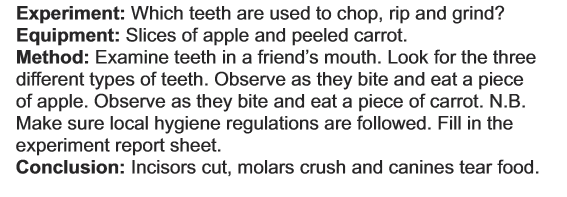 Experiment: Which teeth are used to chop, rip and grind?
Equipment: Slices of apple and peeled carrot.
Method: Examine teeth in a friend's mouth. Look for the three
different types of teeth. Observe as they bite and eat a piece
of apple. Observe as they bite and eat a piece of carrot. N.B.
Make sure local hygiene regulations are followed. Fill in the
experiment report sheet.
Conclusion: Incisors cut, molars crush and canines tear food.